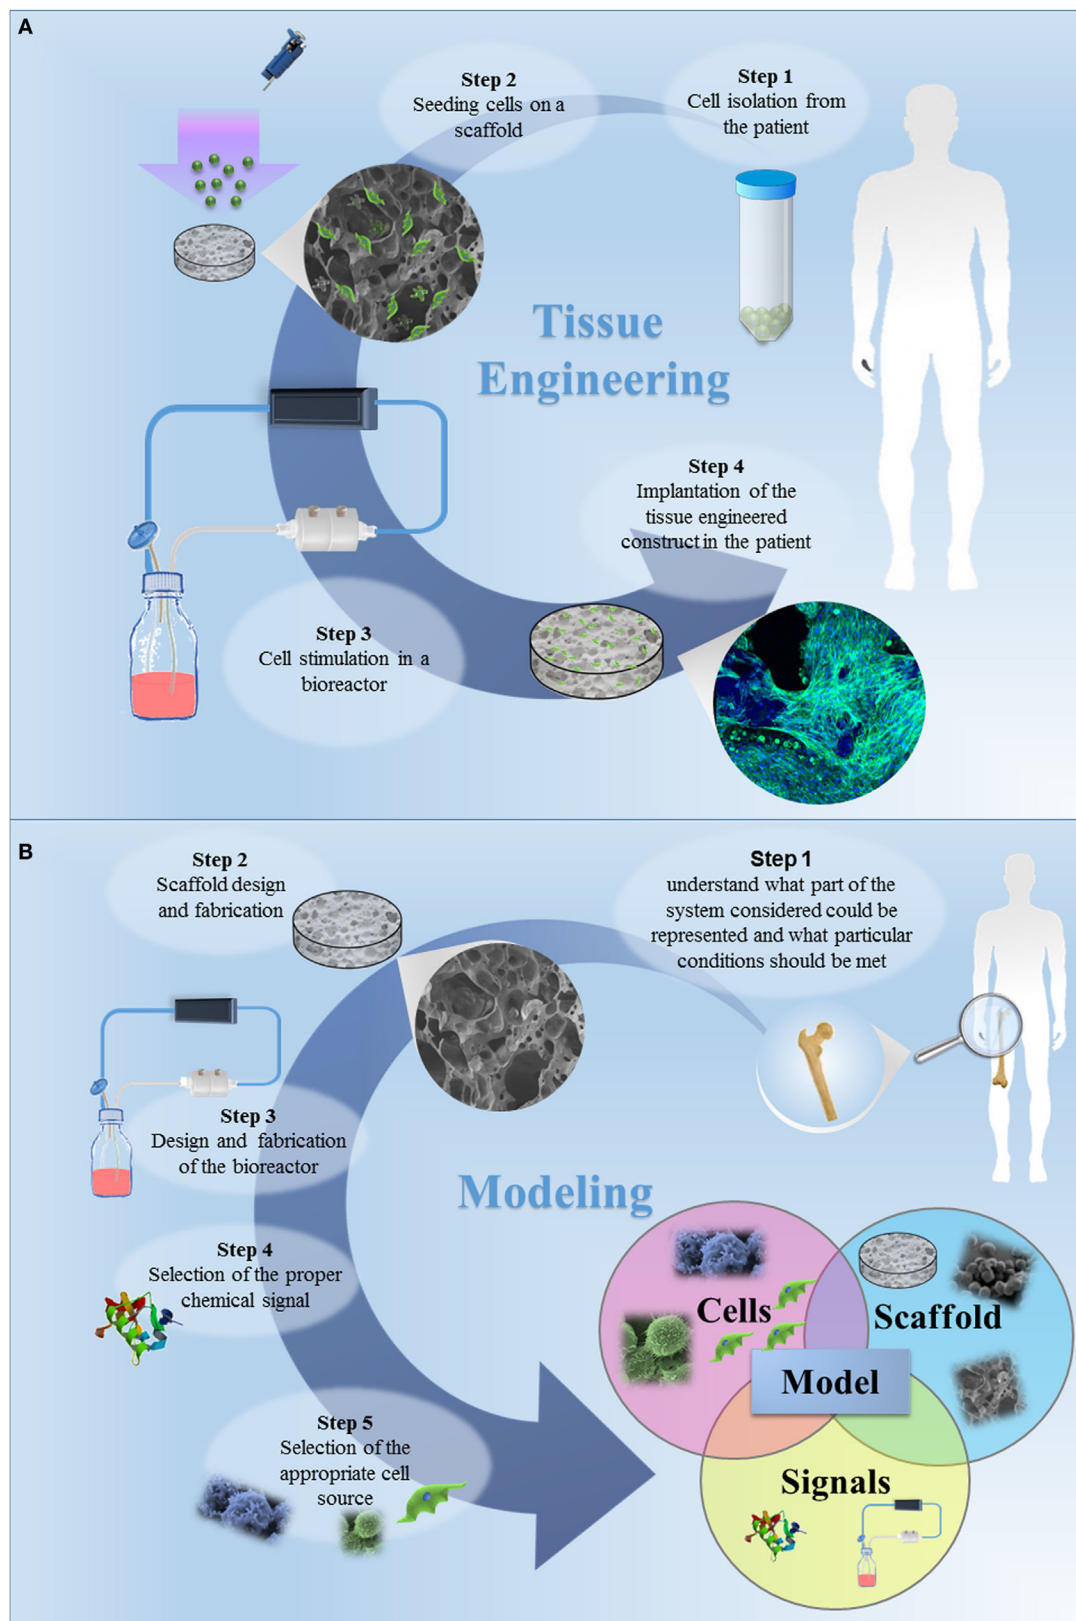 A
Step 1
Cell isolation from
the patient
Step 2
Seeding cells on a
scaffold
Tissue
Engineering
Step 3
Cell stimulation in a
bioreactor
Step 4
Implantation of the
tissue engineered
construct in the patient
B
Step 1
understand what part of the
system considered could be
represented and what particular
conditions should be met
Step 2
Scaffold design
and fabrication
Step 3
Design and fabrication
of the bioreactor
Modeling
Step 4
Selection of the proper
chemical signal
Step 5
Selection of the
appropriate cell
source
Cells
Scaffold
Model
Signals